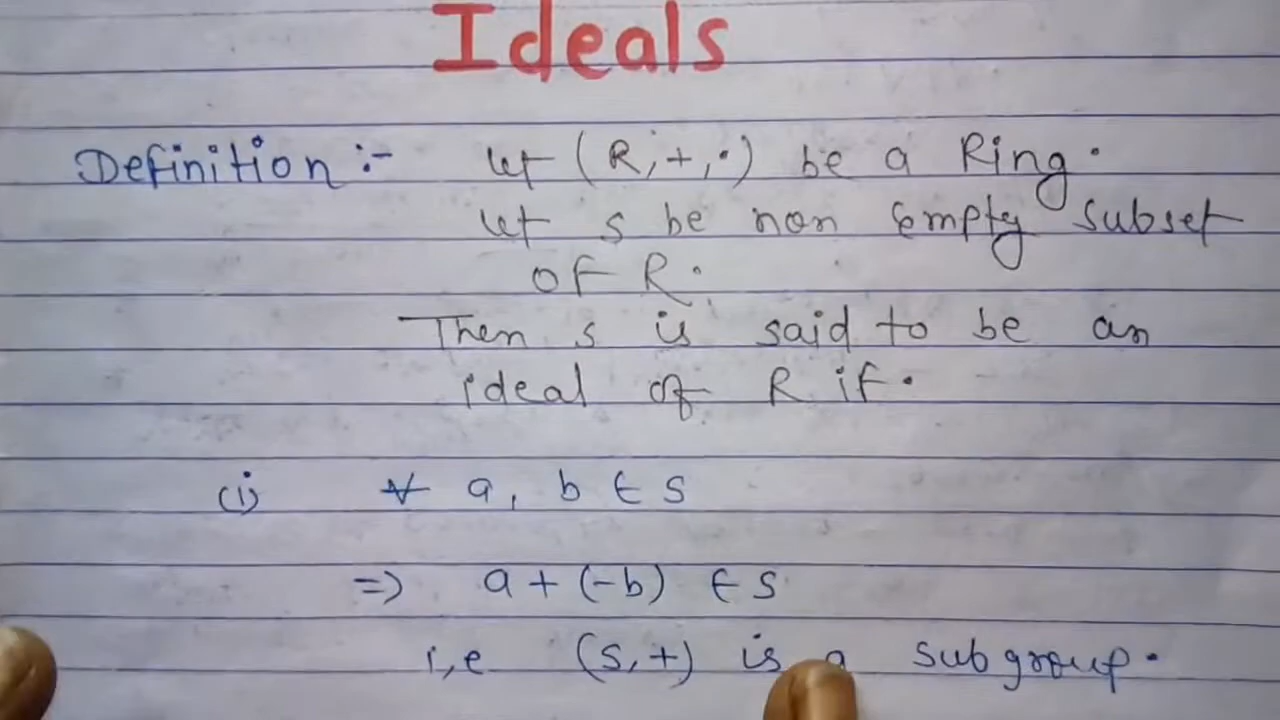 Ideals
Definition :- let (R, +, ·) be a Ring.
let s be non empty subset
of R.
Then s is said to be an
ideal of R if.
(i) ∀ a, b ∈ s
=> a + (-b) ∈ s
i,e (s, +) is a subgroup.